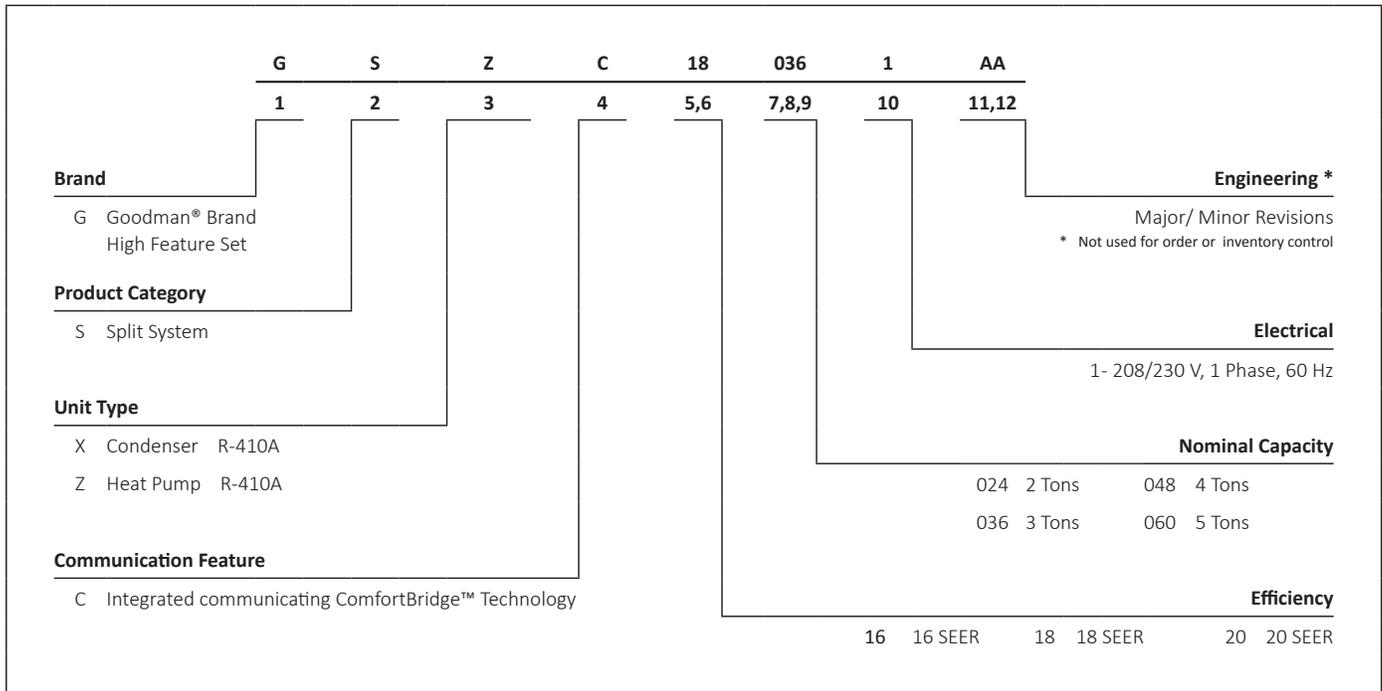 G S Z C 18 036 1 AA
1 2 3 4 5,6 7,8,9 10 11,12
Brand
G Goodman® Brand
High Feature Set
Product Category
S Split System
Unit Type
X Condenser R-410A
Z Heat Pump R-410A
Communication Feature
C Integrated communicating ComfortBridge™ Technology
Engineering *
Major/ Minor Revisions
* Not used for order or inventory control
Electrical
1- 208/230 V, 1 Phase, 60 Hz
Nominal Capacity
024 2 Tons 048 4 Tons
036 3 Tons 060 5 Tons
Efficiency
16 16 SEER 18 18 SEER 20 20 SEER